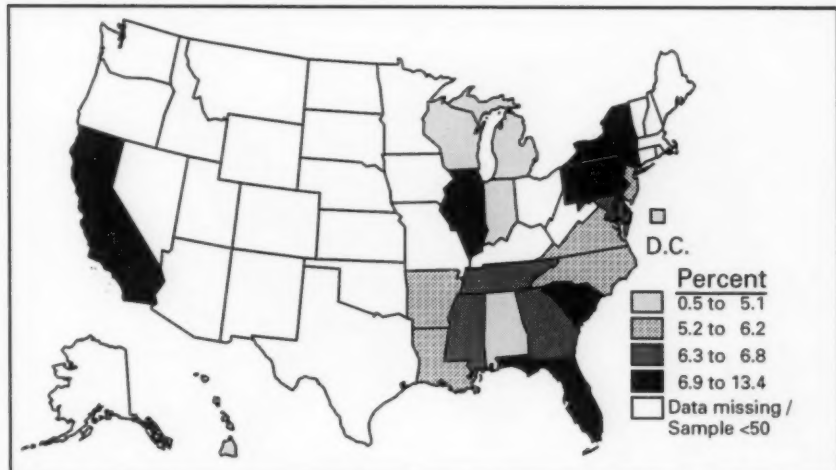 D.C.
Percent
0.5 to 5.1
5.2 to 6.2
6.3 to 6.8
6.9 to 13.4
Data missing /
Sample <50